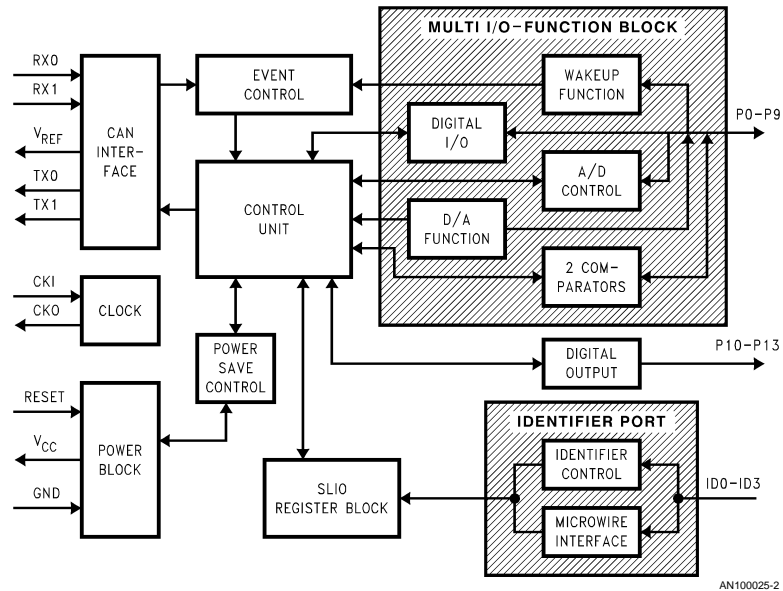 MULTI I/O-FUNCTION BLOCK
RX0
RX1
VREF
TX0
TX1
CAN
INTER-
FACE
EVENT
CONTROL
WAKEUP
FUNCTION
P0-P9
DIGITAL
I/O
A/D
CONTROL
CONTROL
UNIT
D/A
FUNCTION
2 COM-
PARATORS
CKI
CKO
CLOCK
POWER
SAVE
CONTROL
DIGITAL
OUTPUT
P10-P13
RESET
VCC
GND
POWER
BLOCK
IDENTIFIER PORT
IDENTIFIER
CONTROL
ID0-ID3
SLIO
REGISTER BLOCK
MICROWIRE
INTERFACE
AN100025-2